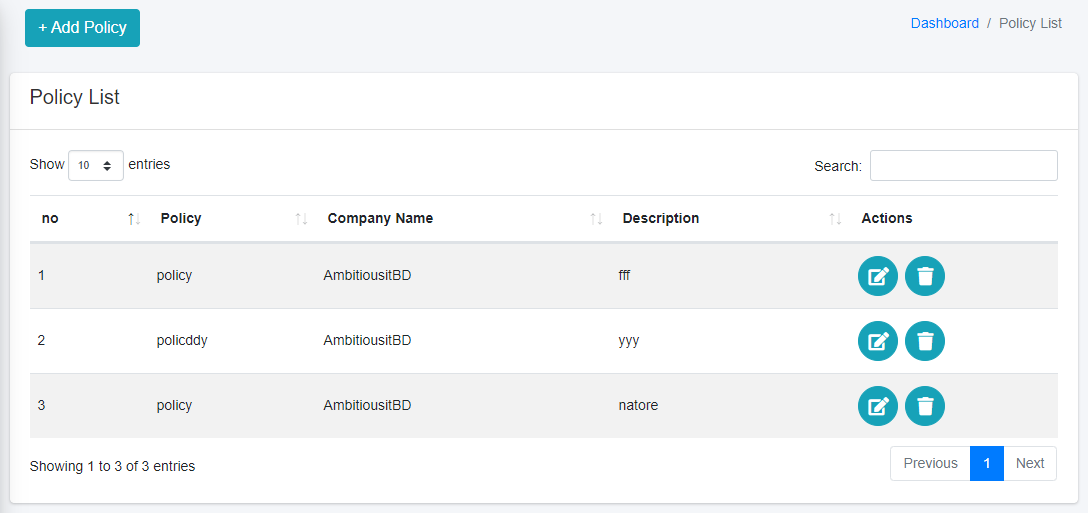 + Add Policy
Dashboard / Policy List
Policy List
Show 10 entries
Search:
no Policy Company Name Description Actions
1 policy AmbitiousitBD fff
2 policddy AmbitiousitBD yyy
3 policy AmbitiousitBD natore
Showing 1 to 3 of 3 entries
Previous 1 Next